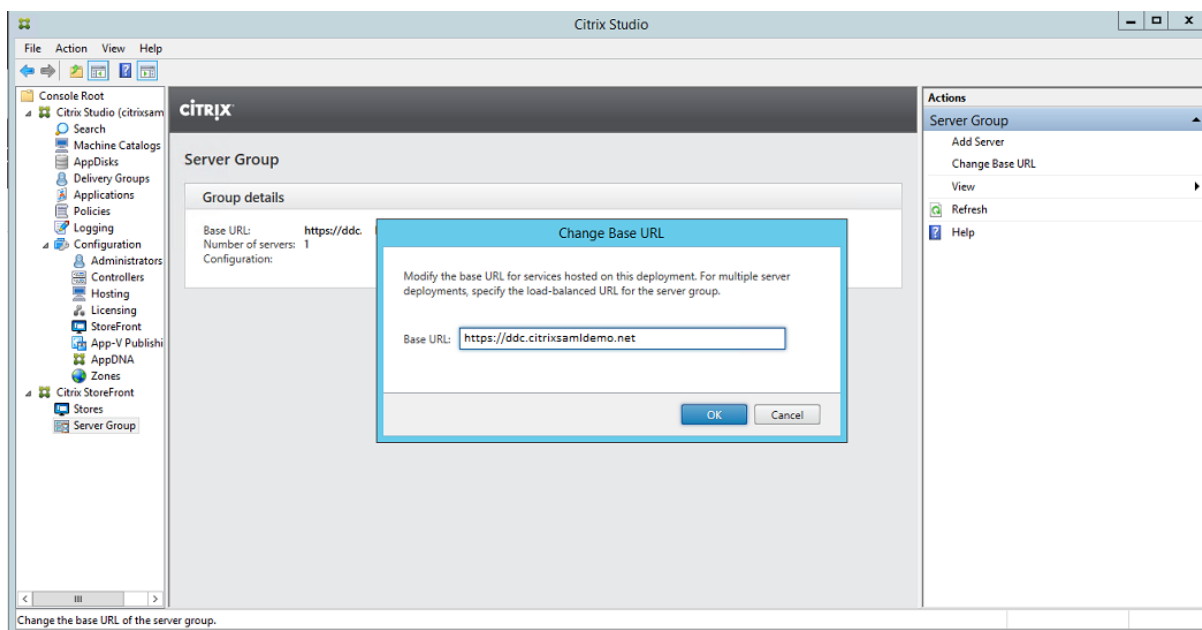 Citrix Studio
File Action View Help
Console Root
Citrix Studio (citrixsam
Search
Machine Catalogs
AppDisks
Delivery Groups
Applications
Policies
Logging
Configuration
Administrators
Controllers
Hosting
Licensing
StoreFront
App-V Publishi
AppDNA
Zones
Citrix StoreFront
Stores
Server Group
CİTRIX
Server Group
Group details
Base URL: https://ddc.
Number of servers: 1
Configuration:
Change Base URL
Modify the base URL for services hosted on this deployment. For multiple server
deployments, specify the load-balanced URL for the server group.
Base URL: https://ddc.citrixsamldemo.net
OK Cancel
Actions
Server Group
Add Server
Change Base URL
View
Refresh
Help
Change the base URL of the server group.